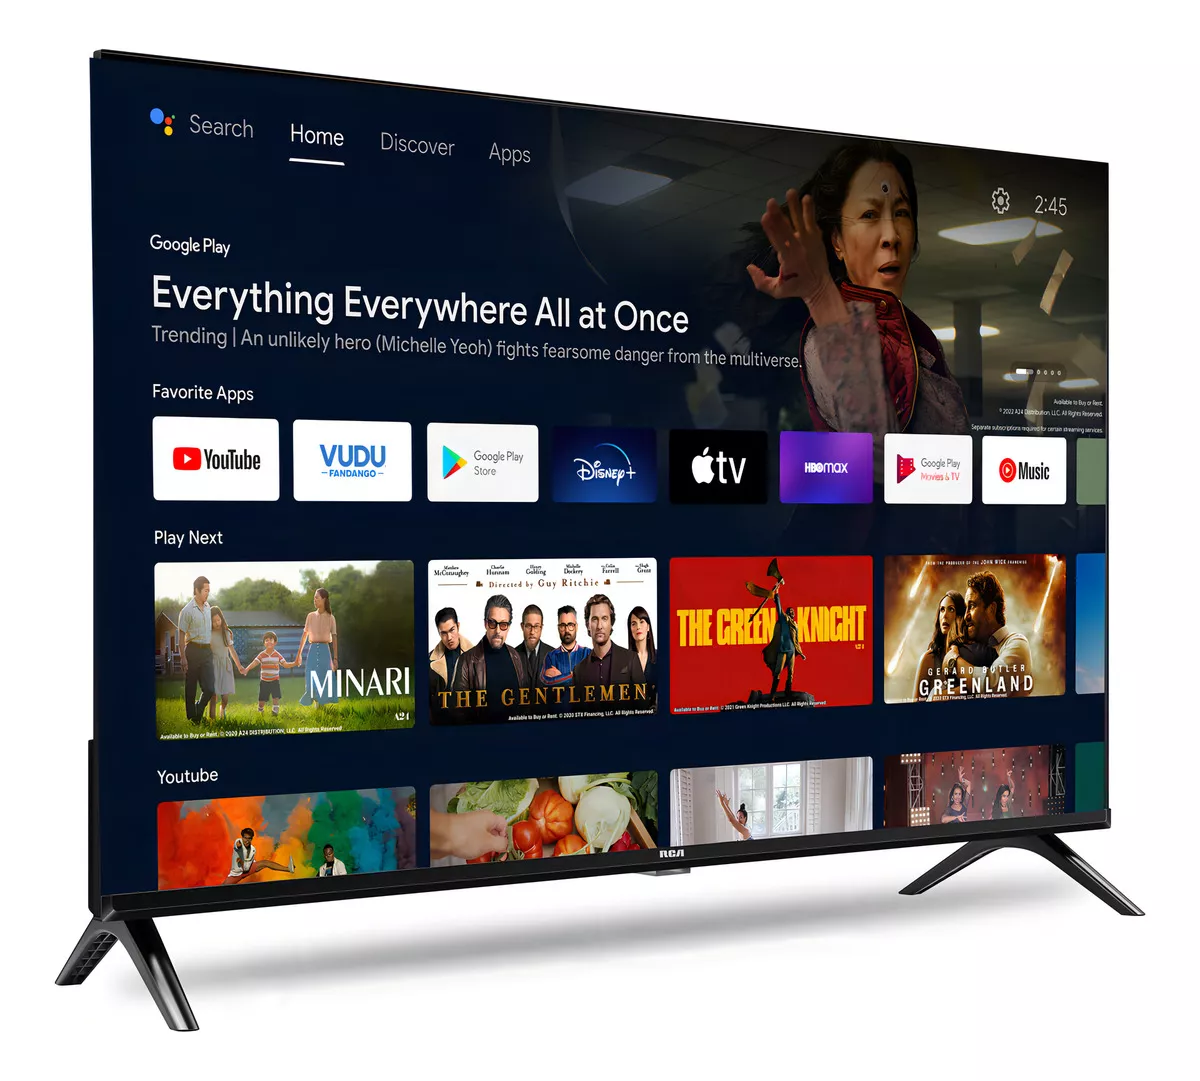 Search Home Discover Apps
2:45
Google Play
Everything Everywhere All at Once
Trending | An unlikely hero (Michelle Yeoh) fights fearsome danger from the multiverse.
Available to Buy or Rent.
© 2022 A24 Distribution, LLC. All Rights Reserved.
Separate subscriptions required for certain streaming services.
Favorite Apps
YouTube
VUDU
FANDANGO
Google Play
Store
Disney+
tv
HBOmax
Google Play
Movies & TV
Music
Play Next
MINARI
A24
Available to Buy or Rent. © 2020 A24 DISTRIBUTION, LLC. All Rights Reserved.
Matthew McConaughey
Charlie Hunnam
Henry Golding
Michelle Dockery
Colin Farrell
Hugh Grant
Directed by Guy Ritchie
THE GENTLEMEN
Available to Buy or Rent. © 2020 STX Financing, LLC. All Rights Reserved.
THE GREEN KNIGHT
Available to Buy or Rent. © 2021 Green Knight Productions LLC. All Rights Reserved.
FROM THE PRODUCER OF THE JOHN WICK FRANCHISE
GERARD BUTLER
GREENLAND
Available to Buy or Rent. STX Financing, LLC. All Rights Reserved.
Youtube
RCA